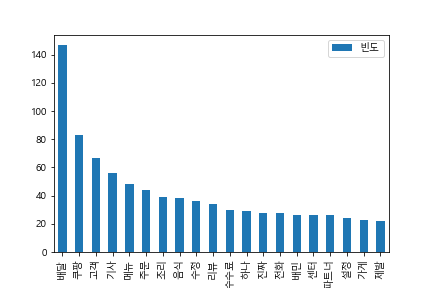 빈도
140
120
100
80
60
40
20
0
배달
쿠팡
고객
기사
메뉴
주문
조리
음식
수정
리뷰
수수료
하나
진짜
전화
배민
센터
파트너
설정
가게
제발